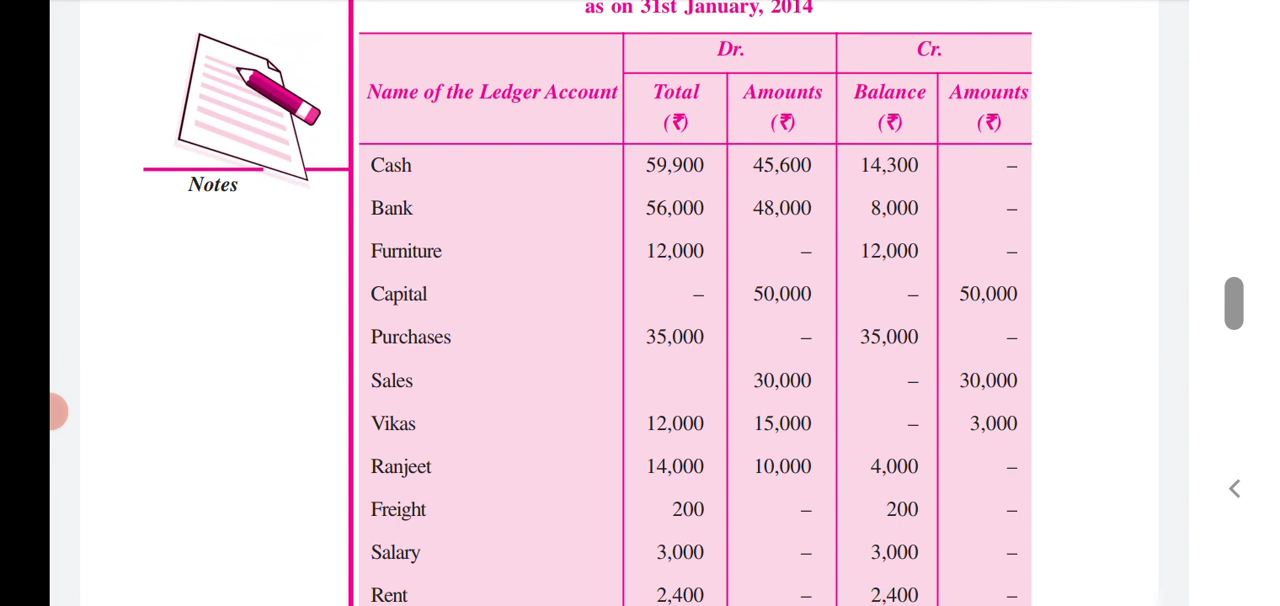 as on 31st January, 2014
Dr. Cr.
Name of the Ledger Account Total Amounts Balance Amounts
(₹) (₹) (₹) (₹)
Cash 59,900 45,600 14,300 –
Notes
Bank 56,000 48,000 8,000 –
Furniture 12,000 – 12,000 –
Capital – 50,000 – 50,000
Purchases 35,000 – 35,000 –
Sales 30,000 – 30,000
Vikas 12,000 15,000 – 3,000
Ranjeet 14,000 10,000 4,000 –
Freight 200 – 200 –
Salary 3,000 – 3,000 –
Rent 2,400 – 2,400 –